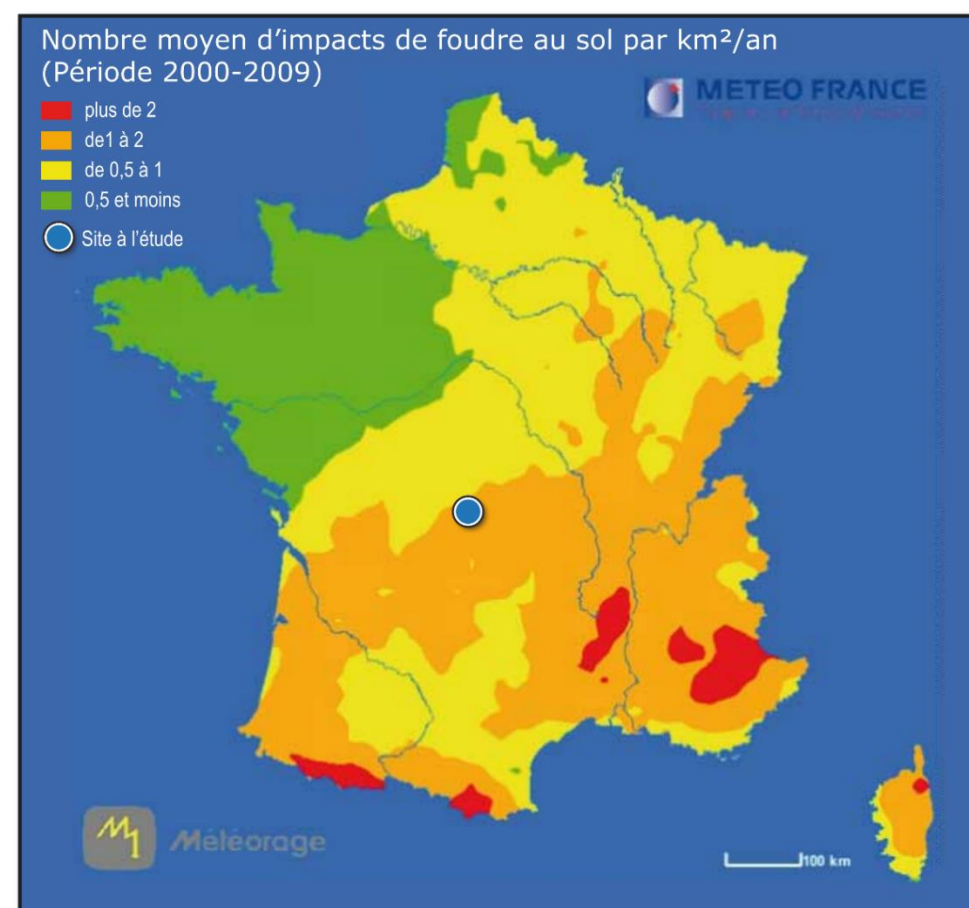 Nombre moyen d’impacts de foudre au sol par km²/an
(Période 2000-2009)
plus de 2
de1 à 2
de 0,5 à 1
0,5 et moins
Site à l’étude
METEO FRANCE
Météorage
100 km